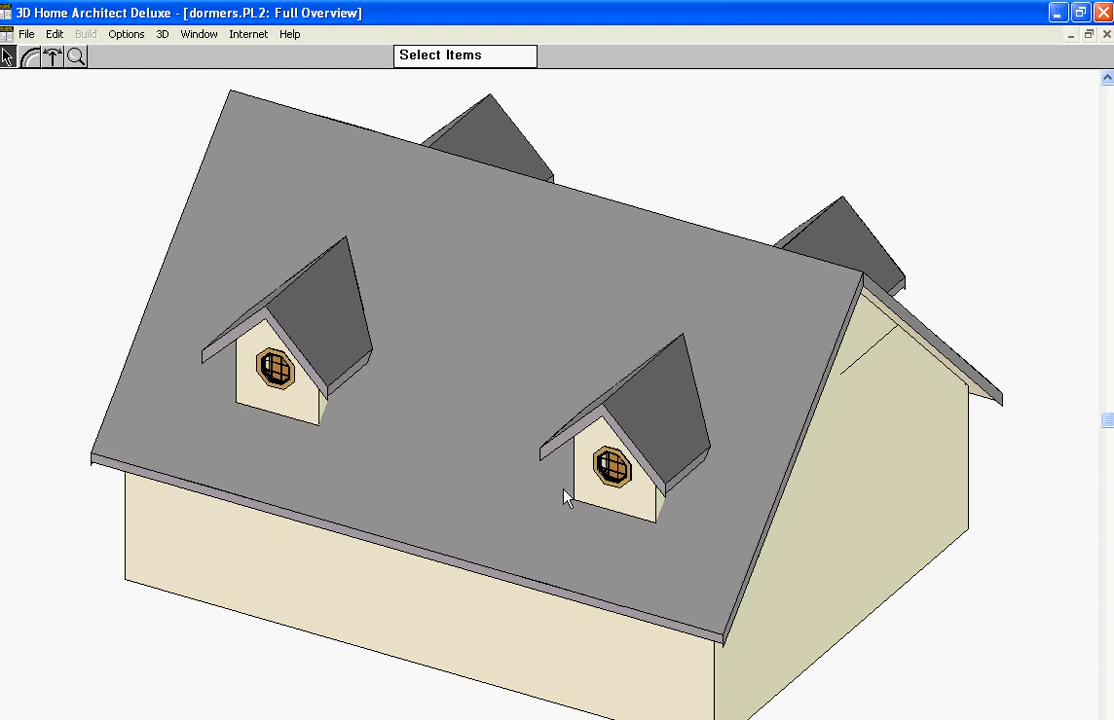 3D Home Architect Deluxe - [dormers.PL2: Full Overview]
File Edit Build Options 3D Window Internet Help
Select Items